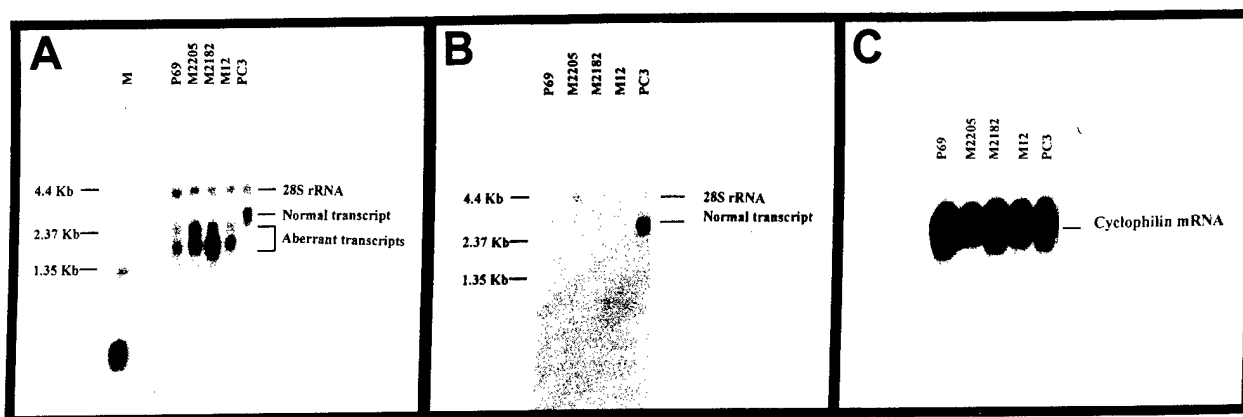 A
M
P69
M2205
M2182
M12
PC3
4.4 Kb
28S rRNA
Normal transcript
2.37 Kb
Aberrant transcripts
1.35 Kb
B
P69
M2205
M2182
M12
PC3
4.4 Kb
28S rRNA
Normal transcript
2.37 Kb
1.35 Kb
C
P69
M2205
M2182
M12
PC3
Cyclophilin mRNA